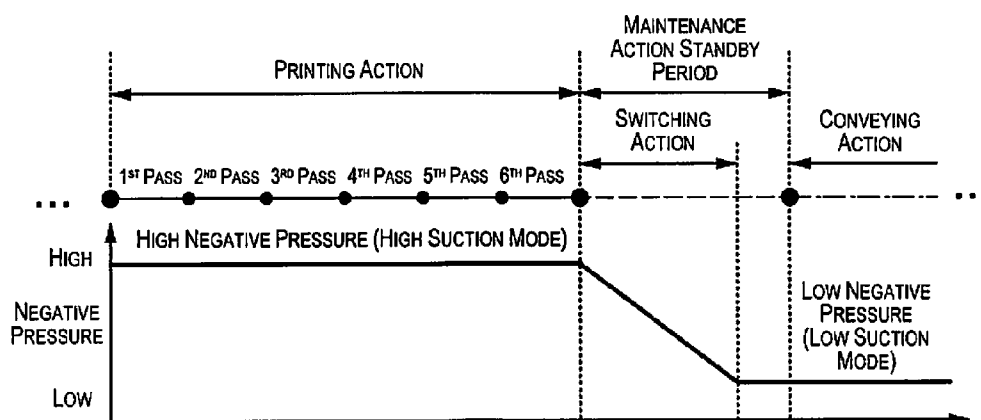 MAINTENANCE
ACTION STANDBY
PERIOD
PRINTING ACTION
SWITCHING
ACTION
CONVEYING
ACTION
1ST PASS 2ND PASS 3RD PASS 4TH PASS 5TH PASS 6TH PASS
HIGH NEGATIVE PRESSURE (HIGH SUCTION MODE)
HIGH
NEGATIVE
PRESSURE
LOW NEGATIVE
PRESSURE
(LOW SUCTION
MODE)
LOW